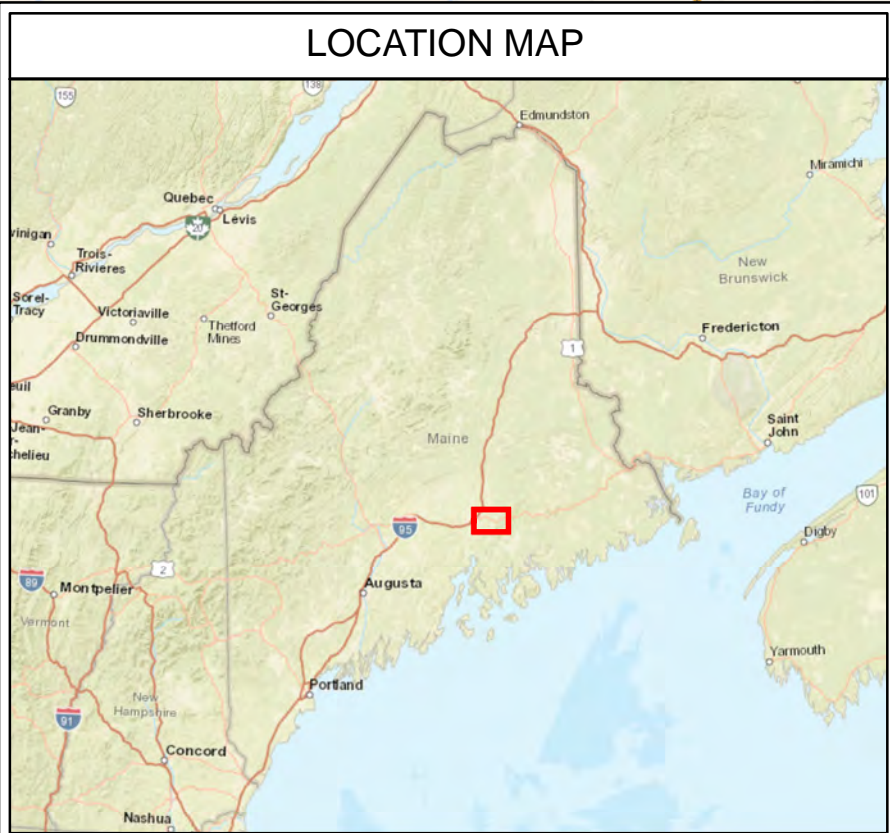 LOCATION MAP
155
138
Edmundston
Miramichi
Quebec
Lévis
20
vinigan
Trois-
Rivieres
New
Brunswick
Sorel-
Tracy
Victoriaville
St-
Georges
Thetford
Mines
Drummondville
Fredericton
1
euil
Granby
Sherbrooke
Jean-
r-
chelieu
Maine
Saint
John
101
Bay of
Fundy
95
Digby
2
89
Montpelier
Augusta
Vermont
Yarmouth
Portland
New
Hampshire
91
Concord
Nashua